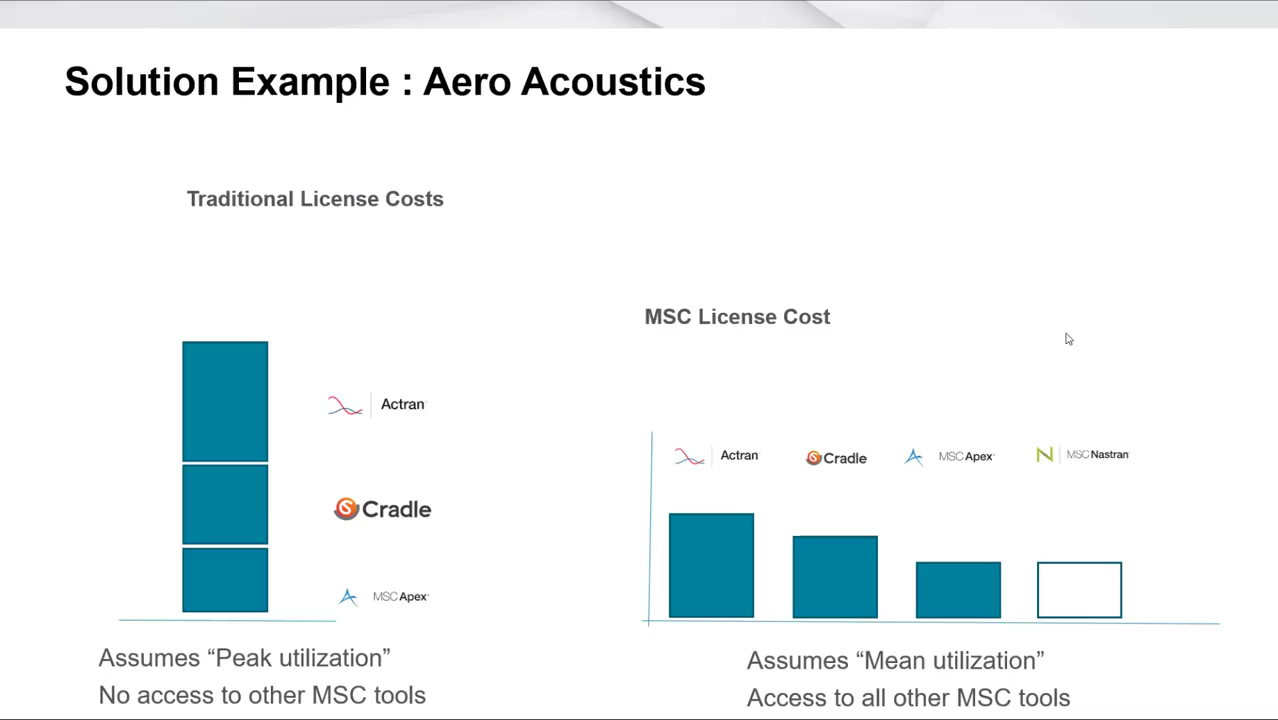 Solution Example : Aero Acoustics
Traditional License Costs
Actran
Cradle
MSC Apex
Assumes “Peak utilization”
No access to other MSC tools
MSC License Cost
Actran
Cradle
MSC Apex
MSC Nastran
Assumes “Mean utilization”
Access to all other MSC tools